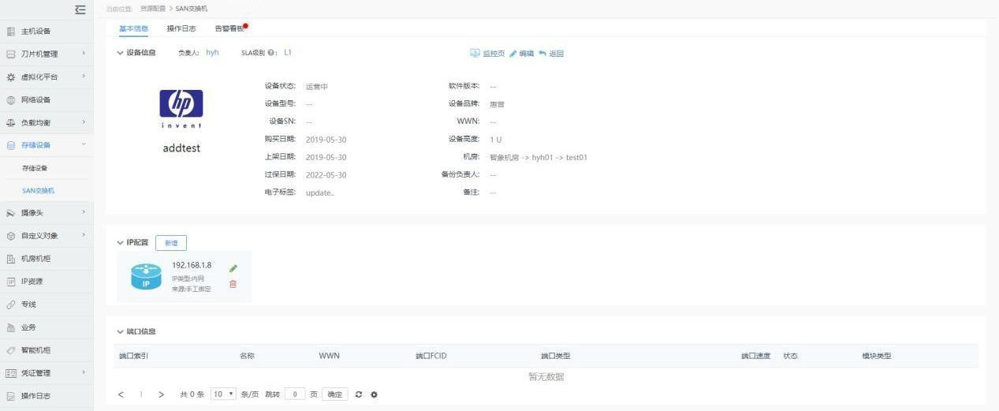 当前位置: 资源配置 > SAN交换机
主机设备
刀片机管理
虚拟化平台
网络设备
负载均衡
存储设备
存储设备
SAN交换机
摄像头
自定义对象
机房机柜
IP资源
专线
业务
智能机柜
凭证管理
操作日志
基本信息 操作日志 告警看板
设备信息 负责人: hyh SLA级别 ?: L1 监控页 编辑 返回
hp
invent
addtest
设备状态: 运营中 软件版本: --
设备型号: -- 设备品牌: 惠普
设备SN: -- WWN: --
购买日期: 2019-05-30 设备高度: 1 U
上架日期: 2019-05-30 机房: 智象机房 -> hyh01 -> test01
过保日期: 2022-05-30 备份负责人: --
电子标签: update.. 备注: --
IP配置 新增
IP
192.168.1.8
IP类型:内网
来源:手工绑定
端口信息
端口索引 名称 WWN 端口FCID 端口类型 端口速度 状态 模块类型
暂无数据
< 1 > 共 0 条 10 条/页 跳转 0 页 确定